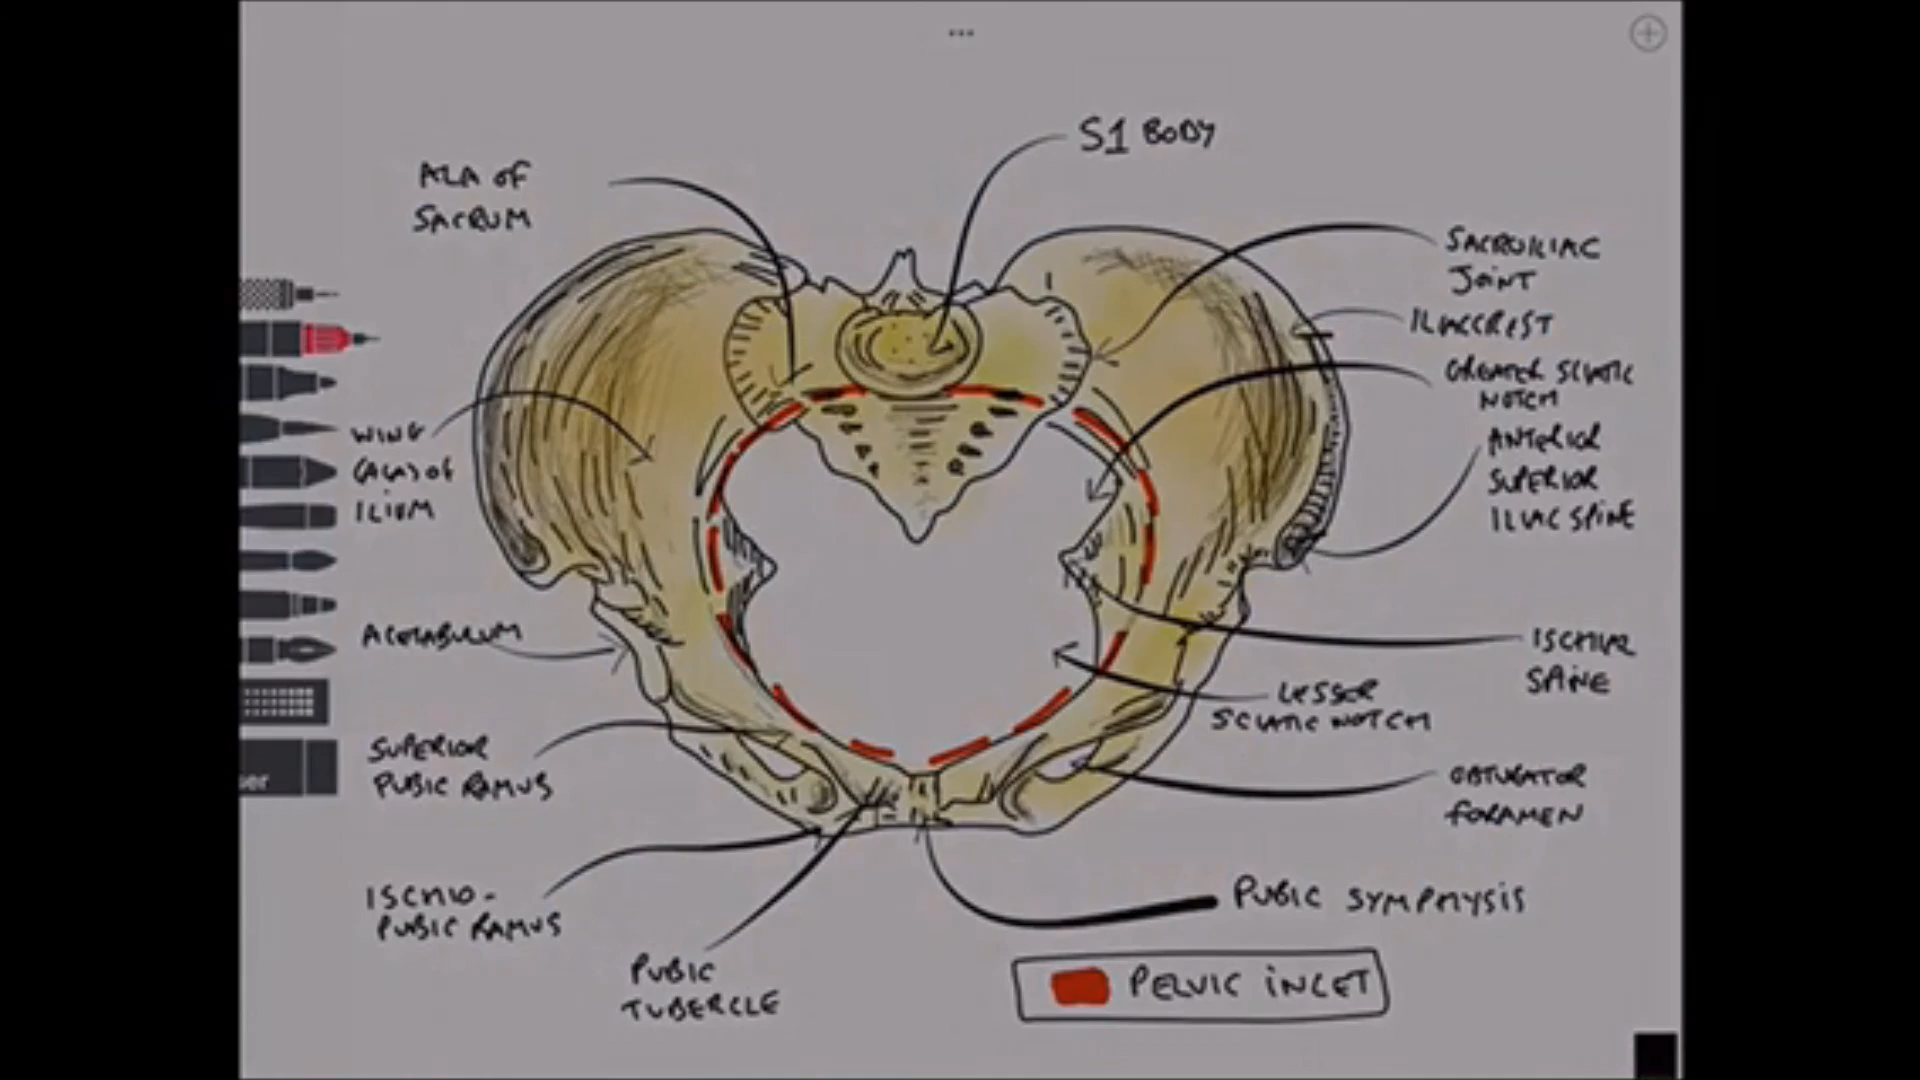 S1 BODY
ALA OF
SACRUM
SACROILIAC
JOINT
ILIACCREST
GREATER SCIATIC
NOTCH
ANTERIOR
SUPERIOR
ILIAC SPINE
WING
(ALA) OF
ILIUM
ACETABULUM
ISCHIAL
SPINE
LESSER
SCIATIC NOTCH
SUPERIOR
PUBIC RAMUS
OBTURATOR
FORAMEN
ISCHIO-
PUBIC RAMUS
PUBIC SYMPHYSIS
PUBIC
TUBERCLE
PELVIC INLET